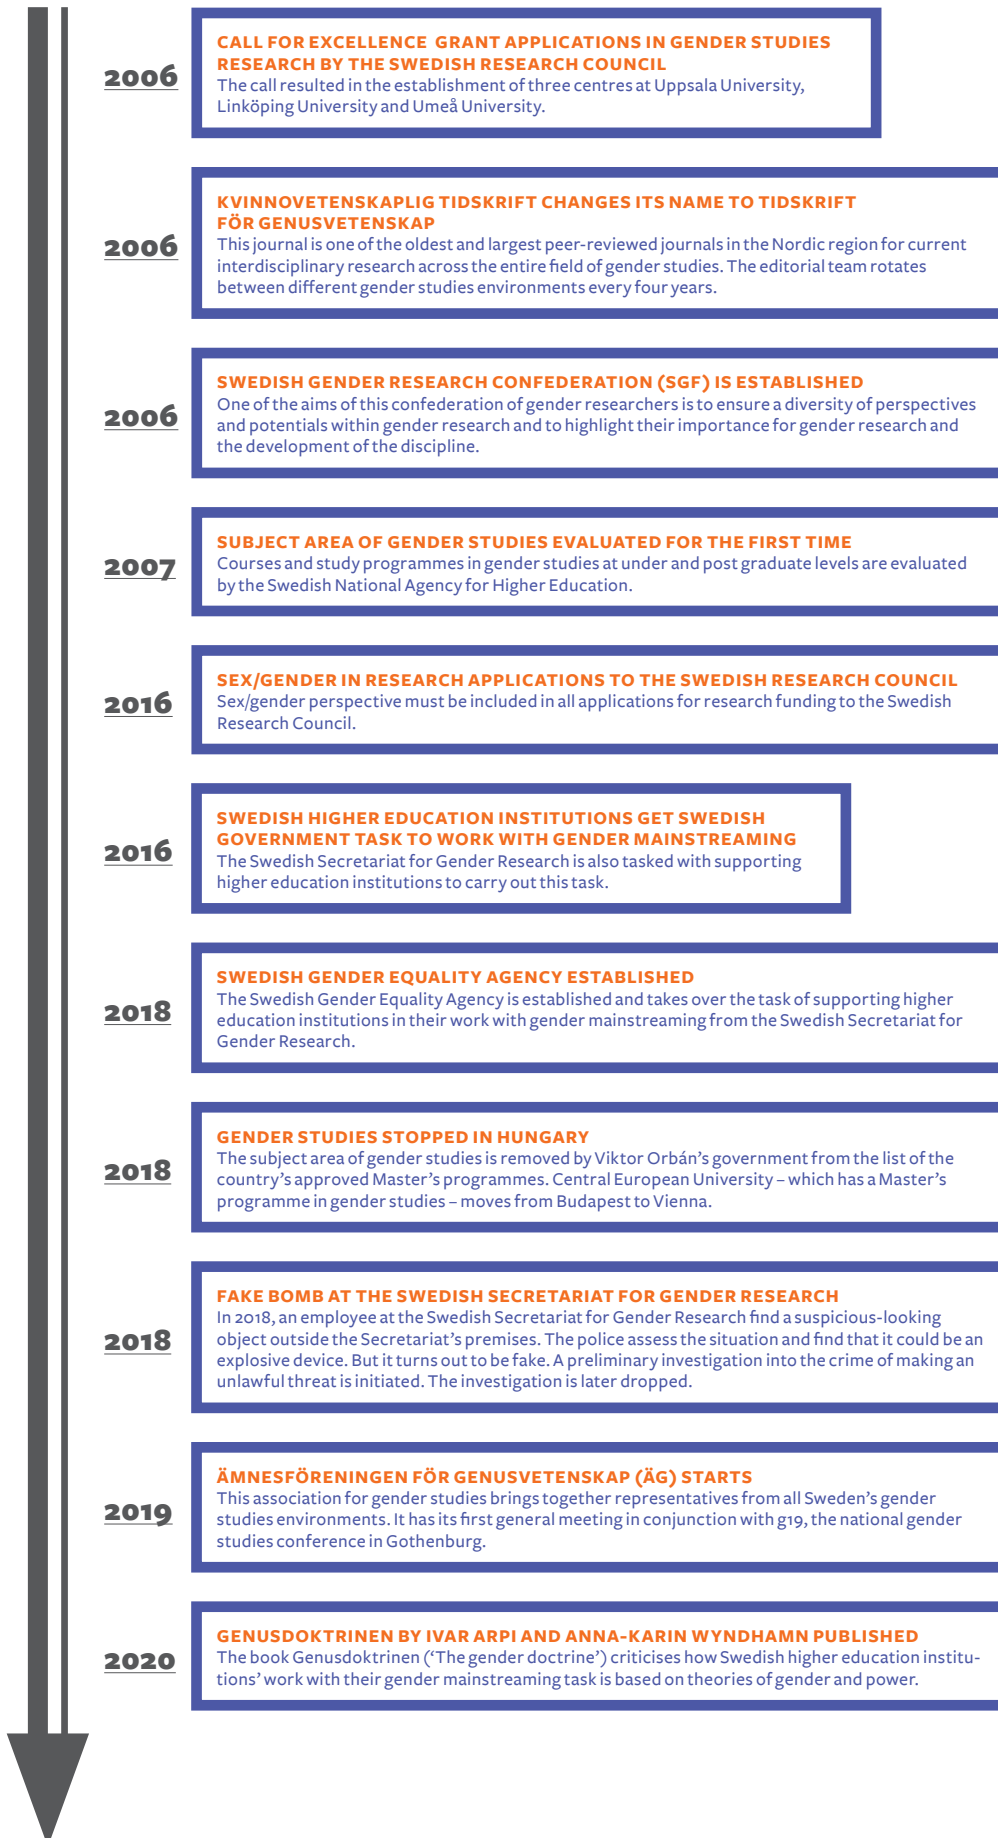 2006
CALL FOR EXCELLENCE GRANT APPLICATIONS IN GENDER STUDIES
RESEARCH BY THE SWEDISH RESEARCH COUNCIL
The call resulted in the establishment of three centres at Uppsala University,
Linköping University and Umeå University.
2006
KVINNOVETENSKAPLIG TIDSKRIFT CHANGES ITS NAME TO TIDSKRIFT
FÖR GENUSVETENSKAP
This journal is one of the oldest and largest peer-reviewed journals in the Nordic region for current
interdisciplinary research across the entire field of gender studies. The editorial team rotates
between different gender studies environments every four years.
2006
SWEDISH GENDER RESEARCH CONFEDERATION (SGF) IS ESTABLISHED
One of the aims of this confederation of gender researchers is to ensure a diversity of perspectives
and potentials within gender research and to highlight their importance for gender research and
the development of the discipline.
2007
SUBJECT AREA OF GENDER STUDIES EVALUATED FOR THE FIRST TIME
Courses and study programmes in gender studies at under and post graduate levels are evaluated
by the Swedish National Agency for Higher Education.
2016
SEX/GENDER IN RESEARCH APPLICATIONS TO THE SWEDISH RESEARCH COUNCIL
Sex/gender perspective must be included in all applications for research funding to the Swedish
Research Council.
2016
SWEDISH HIGHER EDUCATION INSTITUTIONS GET SWEDISH
GOVERNMENT TASK TO WORK WITH GENDER MAINSTREAMING
The Swedish Secretariat for Gender Research is also tasked with supporting
higher education institutions to carry out this task.
2018
SWEDISH GENDER EQUALITY AGENCY ESTABLISHED
The Swedish Gender Equality Agency is established and takes over the task of supporting higher
education institutions in their work with gender mainstreaming from the Swedish Secretariat for
Gender Research.
2018
GENDER STUDIES STOPPED IN HUNGARY
The subject area of gender studies is removed by Viktor Orbán’s government from the list of the
country’s approved Master’s programmes. Central European University – which has a Master’s
programme in gender studies – moves from Budapest to Vienna.
2018
FAKE BOMB AT THE SWEDISH SECRETARIAT FOR GENDER RESEARCH
In 2018, an employee at the Swedish Secretariat for Gender Research find a suspicious-looking
object outside the Secretariat’s premises. The police assess the situation and find that it could be an
explosive device. But it turns out to be fake. A preliminary investigation into the crime of making an
unlawful threat is initiated. The investigation is later dropped.
2019
ÄMNESFÖRENINGEN FÖR GENUSVETENSKAP (ÄG) STARTS
This association for gender studies brings together representatives from all Sweden’s gender
studies environments. It has its first general meeting in conjunction with g19, the national gender
studies conference in Gothenburg.
2020
GENUSDOKTRINEN BY IVAR ARPI AND ANNA-KARIN WYNDHAMN PUBLISHED
The book Genusdoktrinen (‘The gender doctrine’) criticises how Swedish higher education institu-
tions’ work with their gender mainstreaming task is based on theories of gender and power.